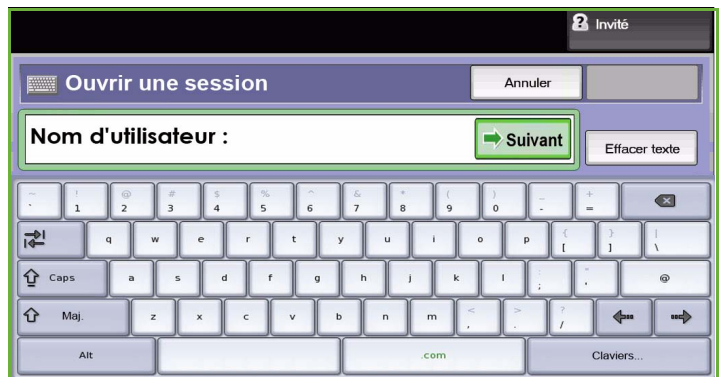 Invité
Ouvrir une session
Annuler
Nom d'utilisateur :
Suivant
Effacer texte
~ ! @ # $ % ^ & * ( ) _ +
` 1 2 3 4 5 6 7 8 9 0 - =
q w e r t y u i o p { [ } ] | \
Caps a s d f g h j k l : ; " ' @
Maj. z x c v b n m < , > . ? /
Alt .com Claviers...